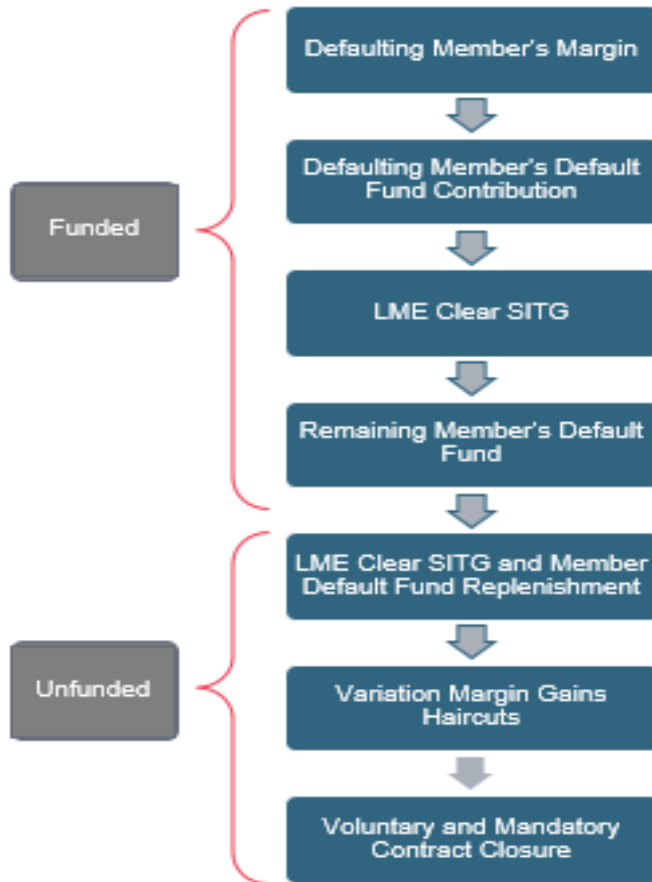 Defaulting Member's Margin
Defaulting Member's Default
Fund Contribution
Funded
LME Clear SITG
Remaining Member's Default
Fund
LME Clear SITG and Member
Default Fund Replenishment
Unfunded
Variation Margin Gains
Haircuts
Voluntary and Mandatory
Contract Closure